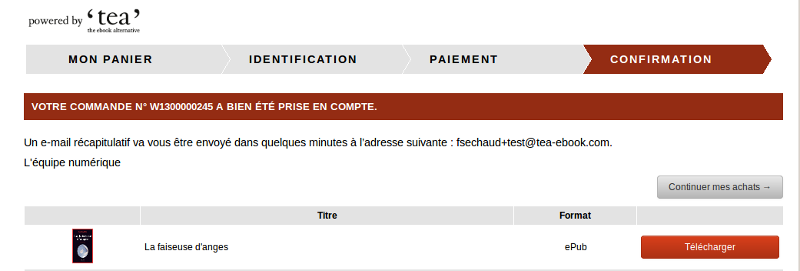 powered by ‘tea’
the ebook alternative
MON PANIER IDENTIFICATION PAIEMENT CONFIRMATION
VOTRE COMMANDE N° W1300000245 A BIEN ÉTÉ PRISE EN COMPTE.
Un e-mail récapitulatif va vous être envoyé dans quelques minutes à l'adresse suivante : fsechaud+test@tea-ebook.com.
L'équipe numérique
Continuer mes achats →
Titre Format
La faiseuse d'anges ePub Télécharger